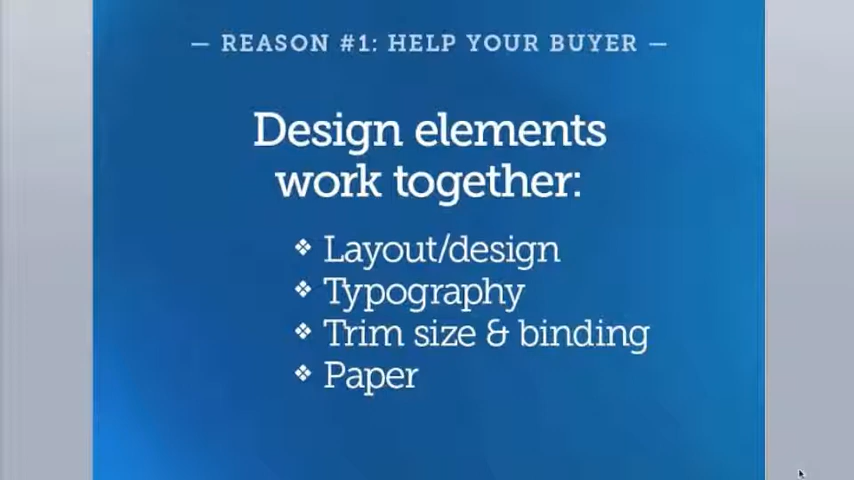 — REASON #1: HELP YOUR BUYER —
Design elements
work together:
❖ Layout/design
❖ Typography
❖ Trim size & binding
❖ Paper